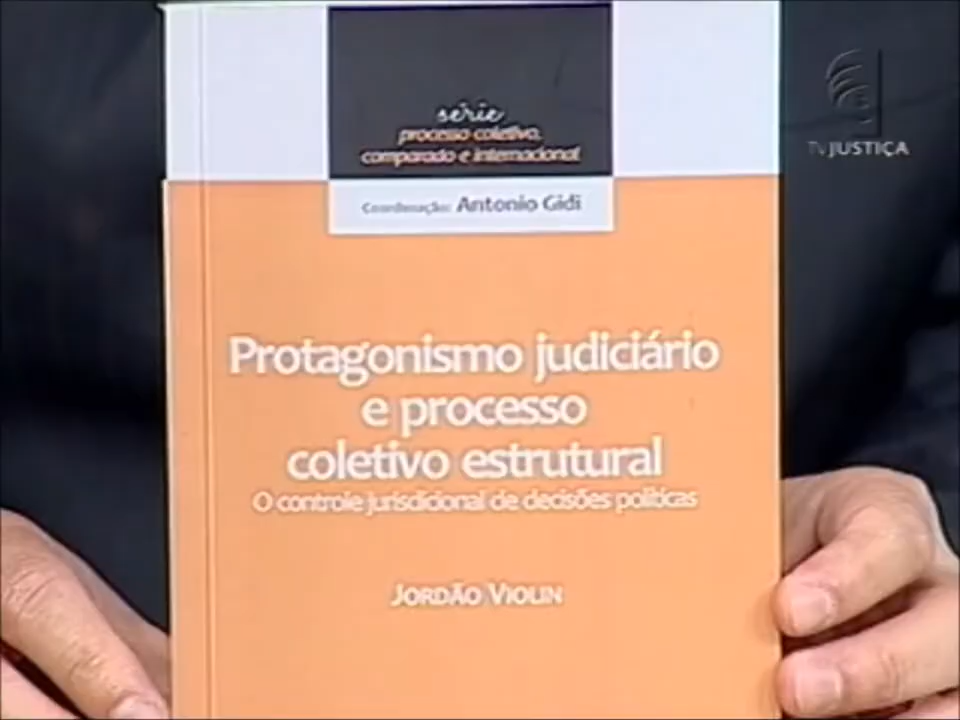 série
processo coletivo,
comparado e internacional
Coordenação: Antonio Gidi
TV JUSTIÇA
Protagonismo judiciário
e processo
coletivo estrutural
O controle jurisdicional de decisões políticas
JORDÃO VIOLIN